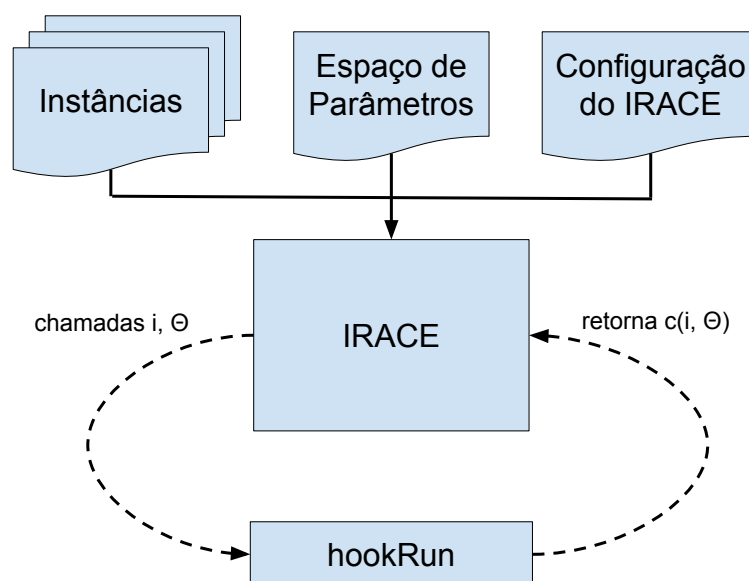 Instâncias
Espaço de
Parâmetros
Configuração
do IRACE
chamadas i, Θ
IRACE
retorna c(i, Θ)
hookRun